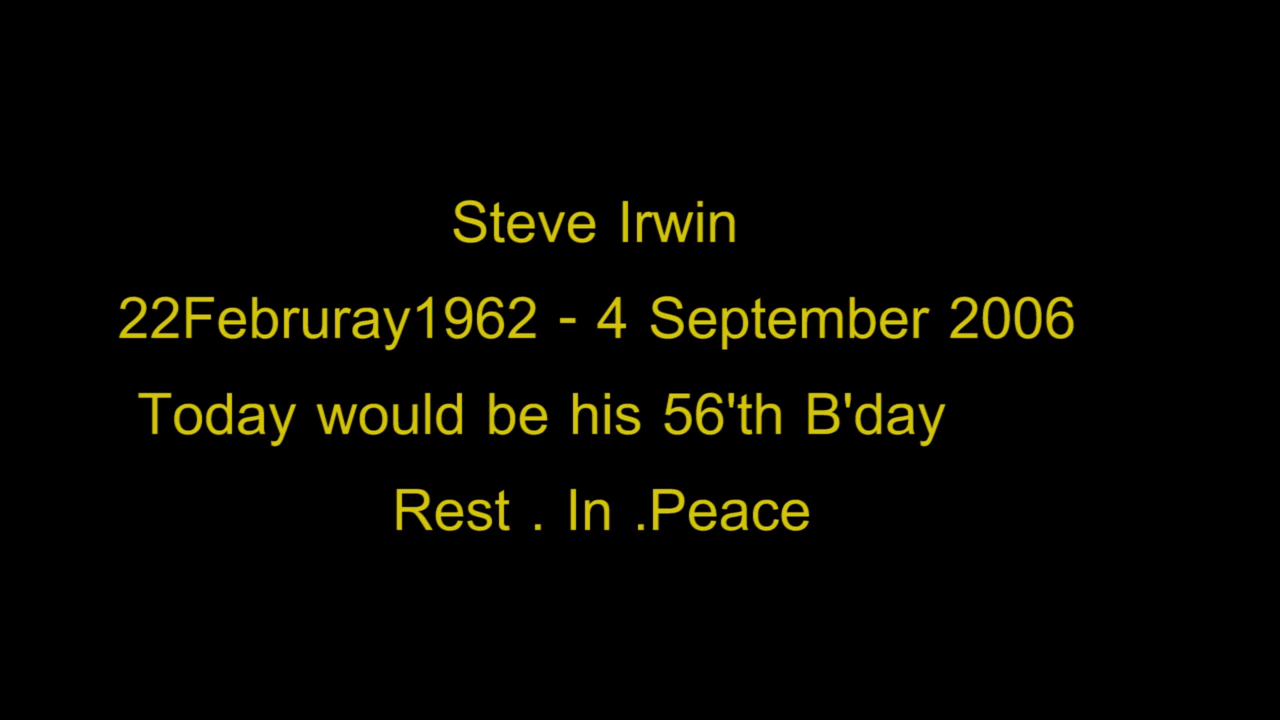 Steve Irwin
22Februray1962 - 4 September 2006
Today would be his 56'th B'day
Rest . In .Peace